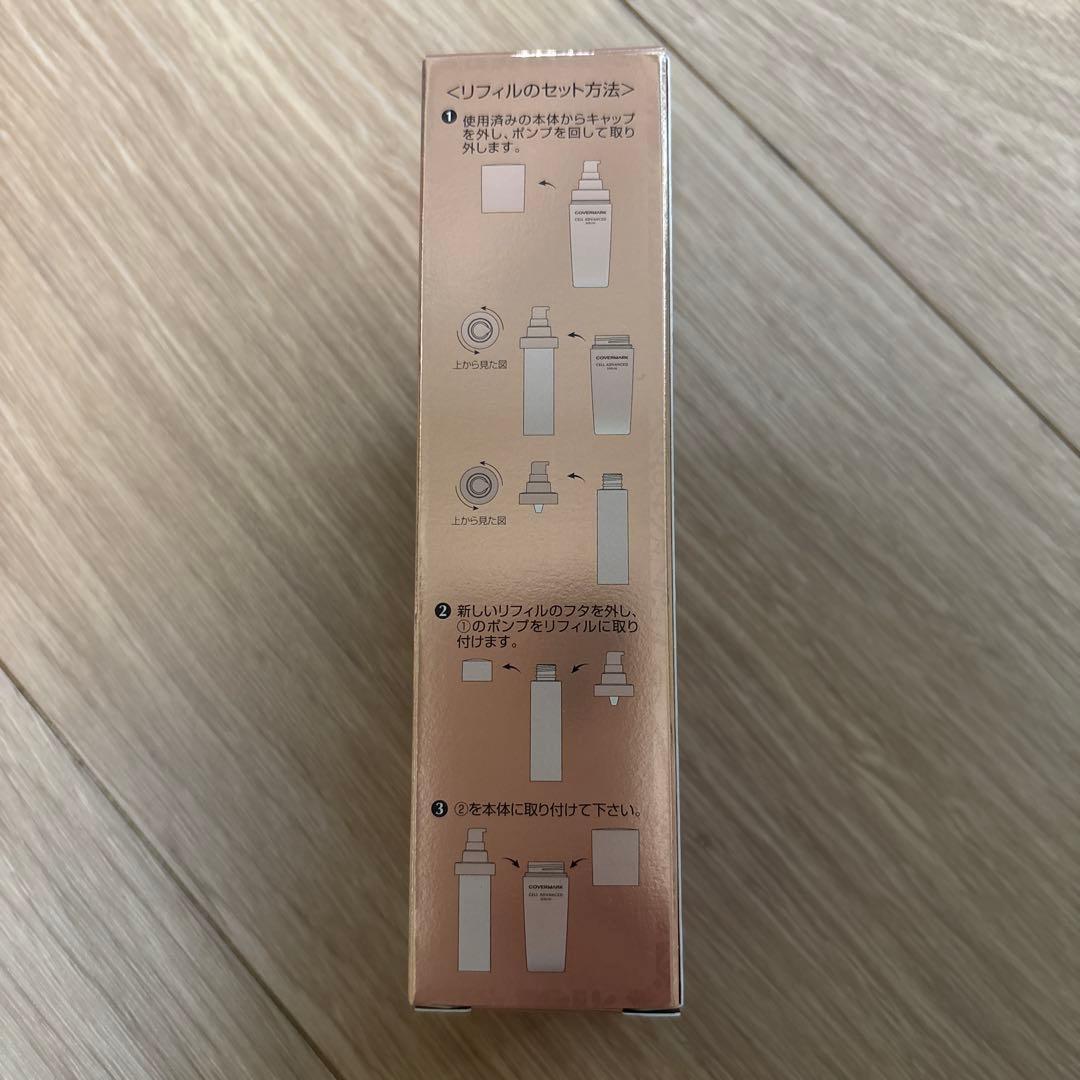 <リフィルのセット方法>
❶ 使用済みの本体からキャップ
を外し、ポンプを回して取り
外します。
COVERMARK
CELL ADVANCED
SERUM
上から見た図
COVERMARK
CELL ADVANCED
SERUM
上から見た図
❷ 新しいリフィルのフタを外し、
①のポンプをリフィルに取り
付けます。
❸ ②を本体に取り付けて下さい。
COVERMARK
CELL ADVANCED
SERUM